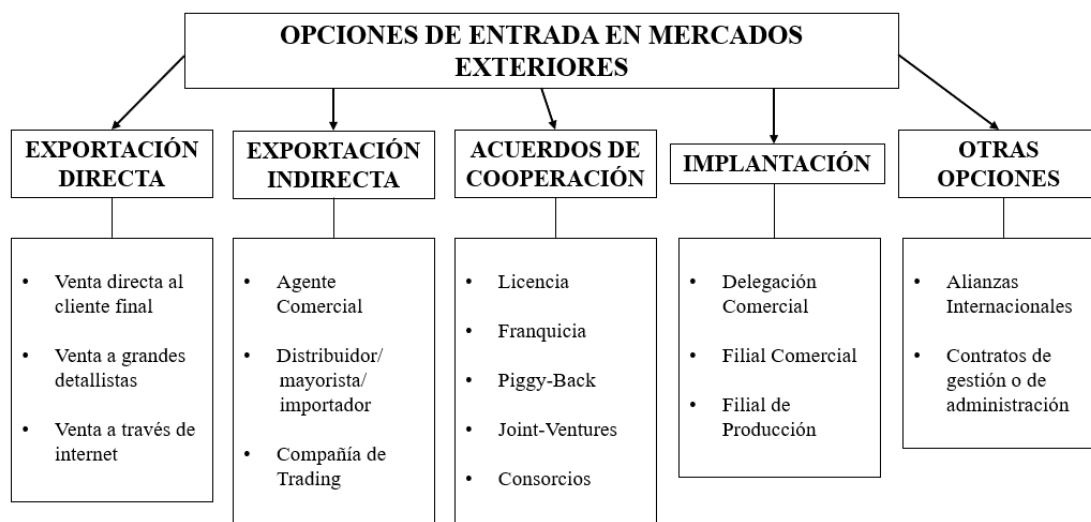 OPCIONES DE ENTRADA EN MERCADOS
EXTERIORES
EXPORTACIÓN
DIRECTA
EXPORTACIÓN
INDIRECTA
ACUERDOS DE
COOPERACIÓN
IMPLANTACIÓN
OTRAS
OPCIONES
• Venta directa al
cliente final
• Venta a grandes
detallistas
• Venta a través de
internet
• Agente
Comercial
• Distribuidor/
mayorista/
importador
• Compañía de
Trading
• Licencia
• Franquicia
• Piggy-Back
• Joint-Ventures
• Consorcios
• Delegación
Comercial
• Filial Comercial
• Filial de
Producción
• Alianzas
Internacionales
• Contratos de
gestión o de
administración